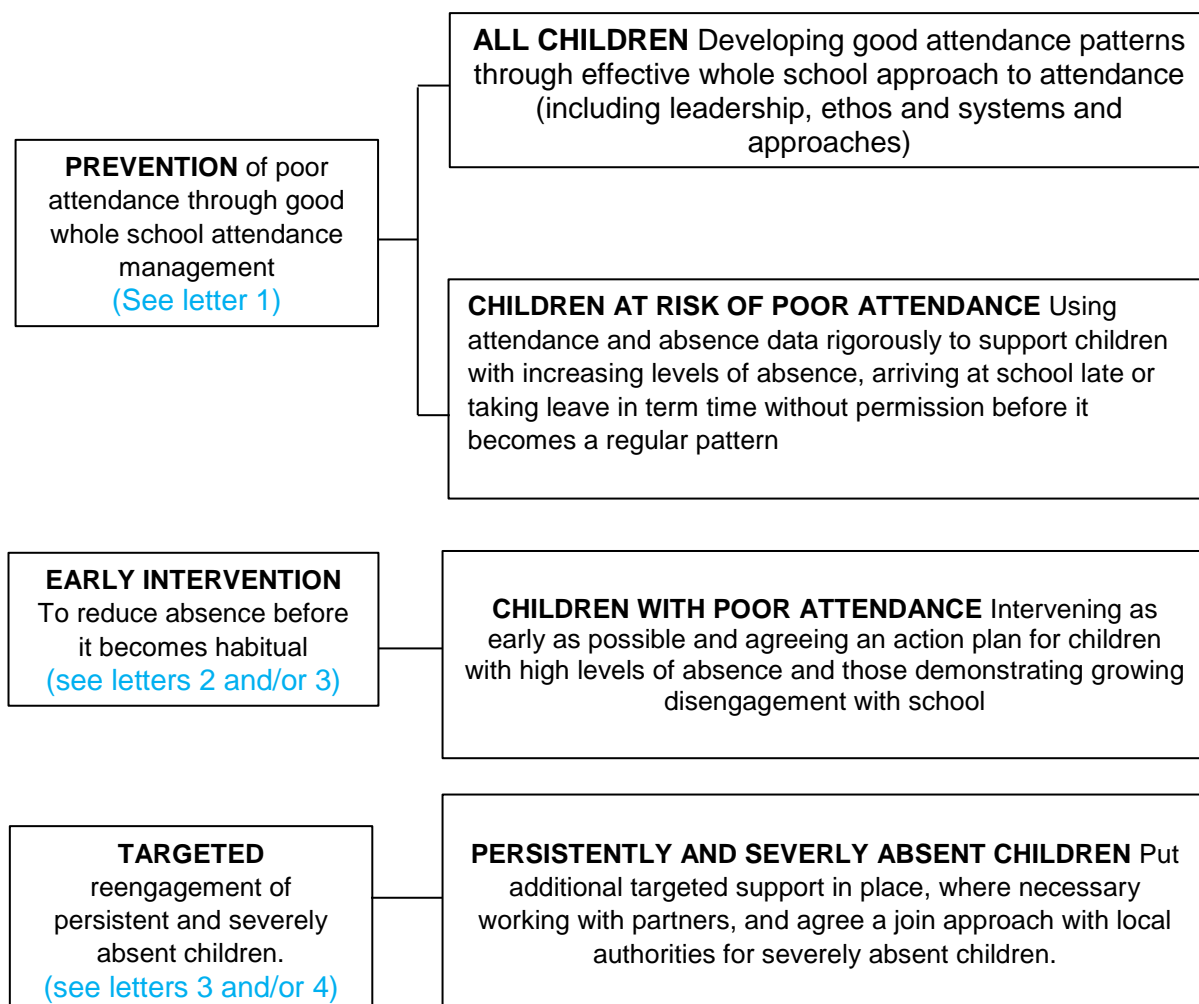 ALL CHILDREN Developing good attendance patterns
through effective whole school approach to attendance
(including leadership, ethos and systems and
approaches)
PREVENTION of poor
attendance through good
whole school attendance
management
(See letter 1)
CHILDREN AT RISK OF POOR ATTENDANCE Using
attendance and absence data rigorously to support children
with increasing levels of absence, arriving at school late or
taking leave in term time without permission before it
becomes a regular pattern
EARLY INTERVENTION
To reduce absence before
it becomes habitual
(see letters 2 and/or 3)
CHILDREN WITH POOR ATTENDANCE Intervening as
early as possible and agreeing an action plan for children
with high levels of absence and those demonstrating growing
disengagement with school
TARGETED
reengagement of
persistent and severely
absent children.
(see letters 3 and/or 4)
PERSISTENTLY AND SEVERLY ABSENT CHILDREN Put
additional targeted support in place, where necessary
working with partners, and agree a join approach with local
authorities for severely absent children.